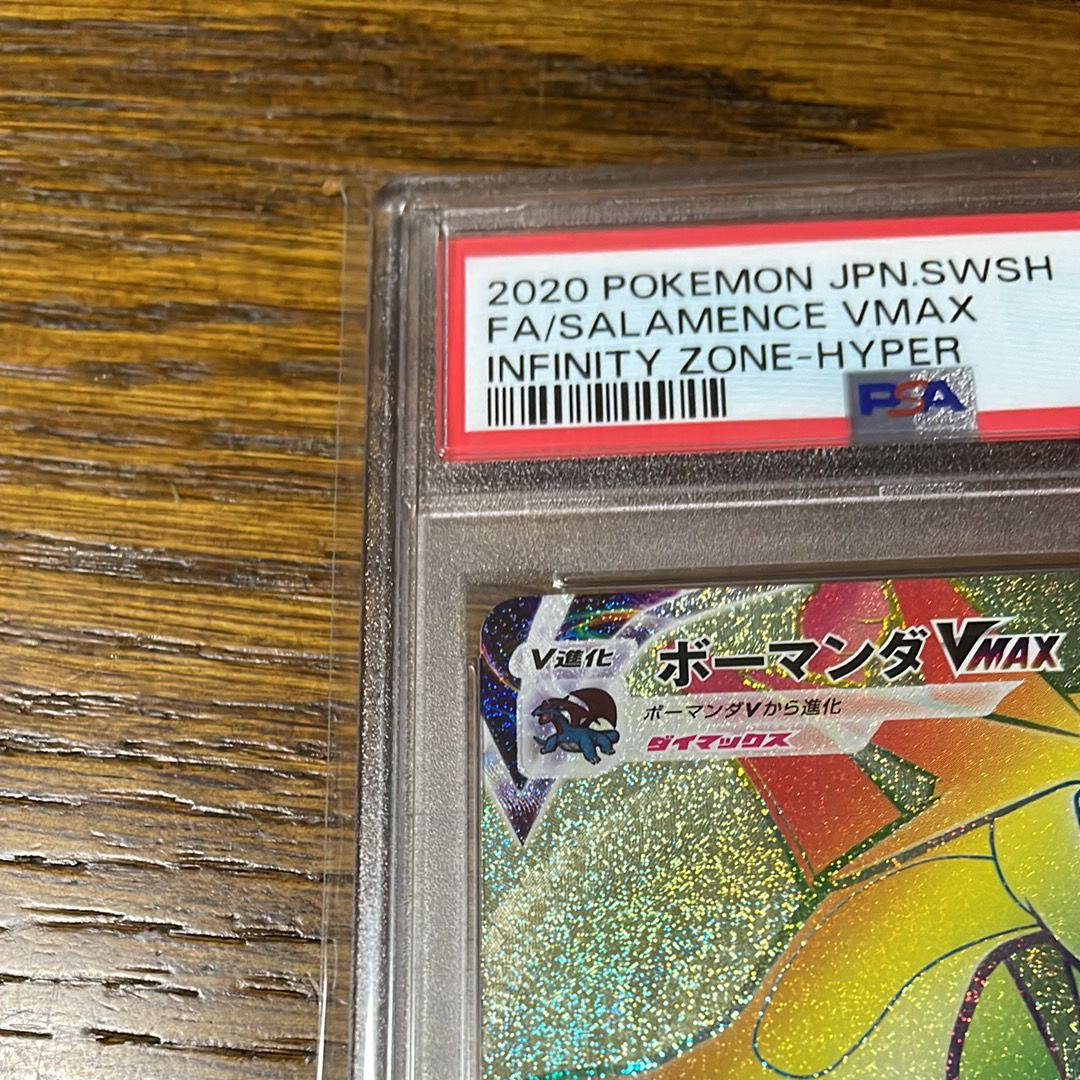 2020 POKEMON JPN.SWSH
FA/SALAMENCE VMAX
INFINITY ZONE-HYPER
PSA
V進化
ボーマンダVMAX
ボーマンダVから進化
ダイマックス